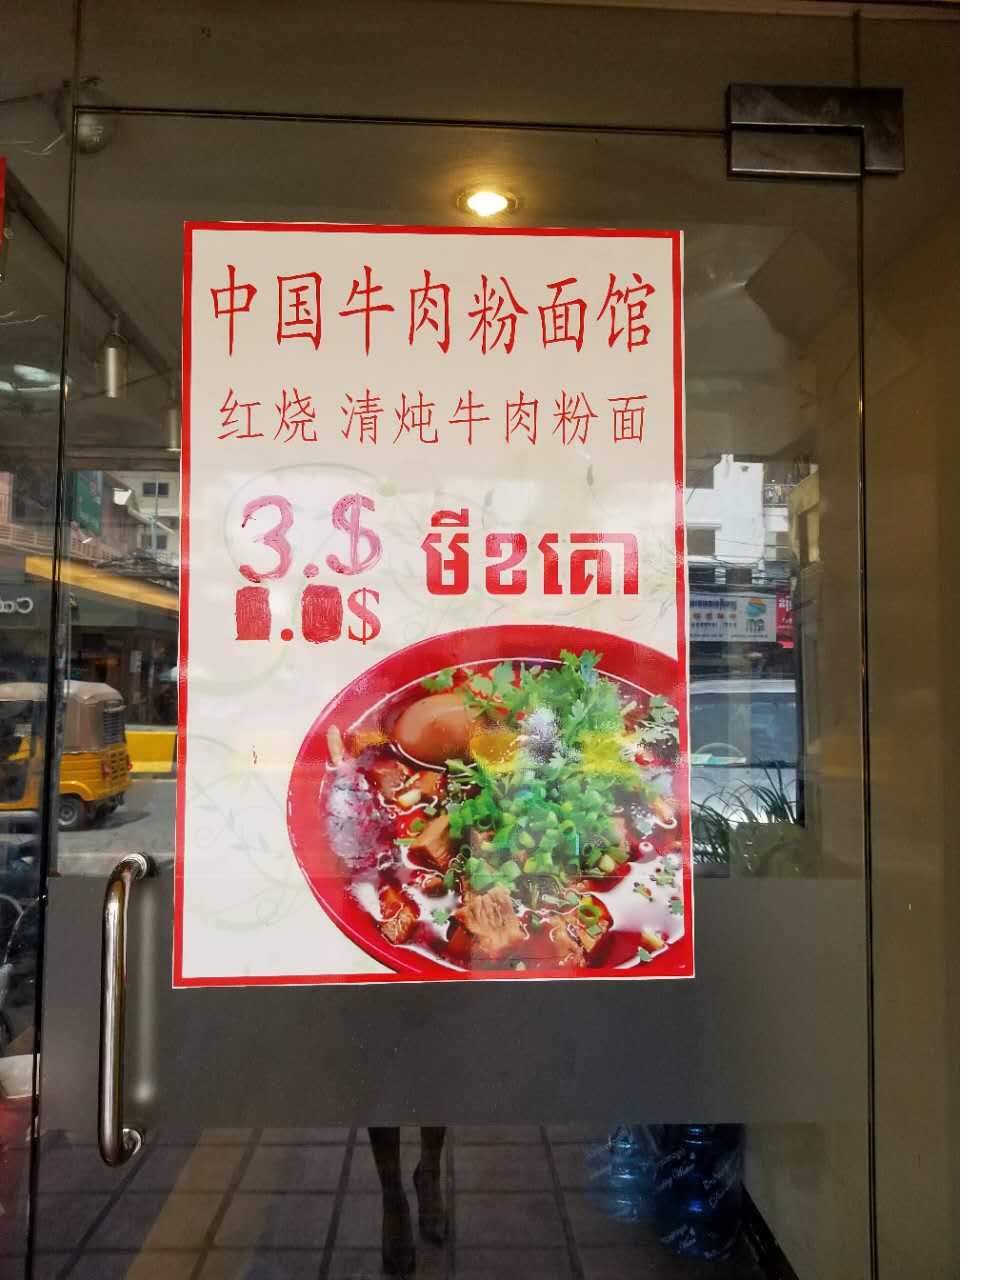 中国牛肉粉面馆
红烧 清炖牛肉粉面
3.$
មីខគោ
.$